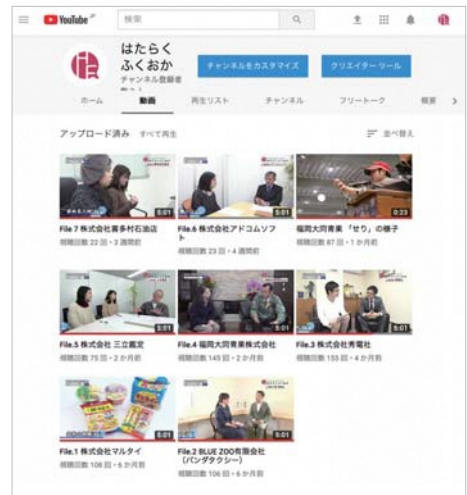 YouTube JP
検索
はたらく
ふくおか
チャンネル登録者
チャンネルをカスタマイズ
クリエイター ツール
ホーム
動画
再生リスト
チャンネル
フリートーク
概要
アップロード済み すべて再生
並べ替え
5:01
5:01
0:23
File 7 株式会社喜多村石油店
視聴回数 22 回・3 週間前
File.6 株式会社アドコムソフト
視聴回数 23 回・4 週間前
福岡大同青果 「せり」の様子
視聴回数 87 回・1 か月前
5:01
5:01
5:01
File.5 株式会社 三立鑑定
視聴回数 75 回・2 か月前
File.4 福岡大同青果株式会社
視聴回数 145 回・2 か月前
File.3 株式会社秀電社
視聴回数 155 回・4 か月前
5:01
5:01
File.1 株式会社マルタイ
視聴回数 108 回・6 か月前
File.2 BLUE ZOO有限会社
（パンダタクシー）
視聴回数 106 回・6 か月前